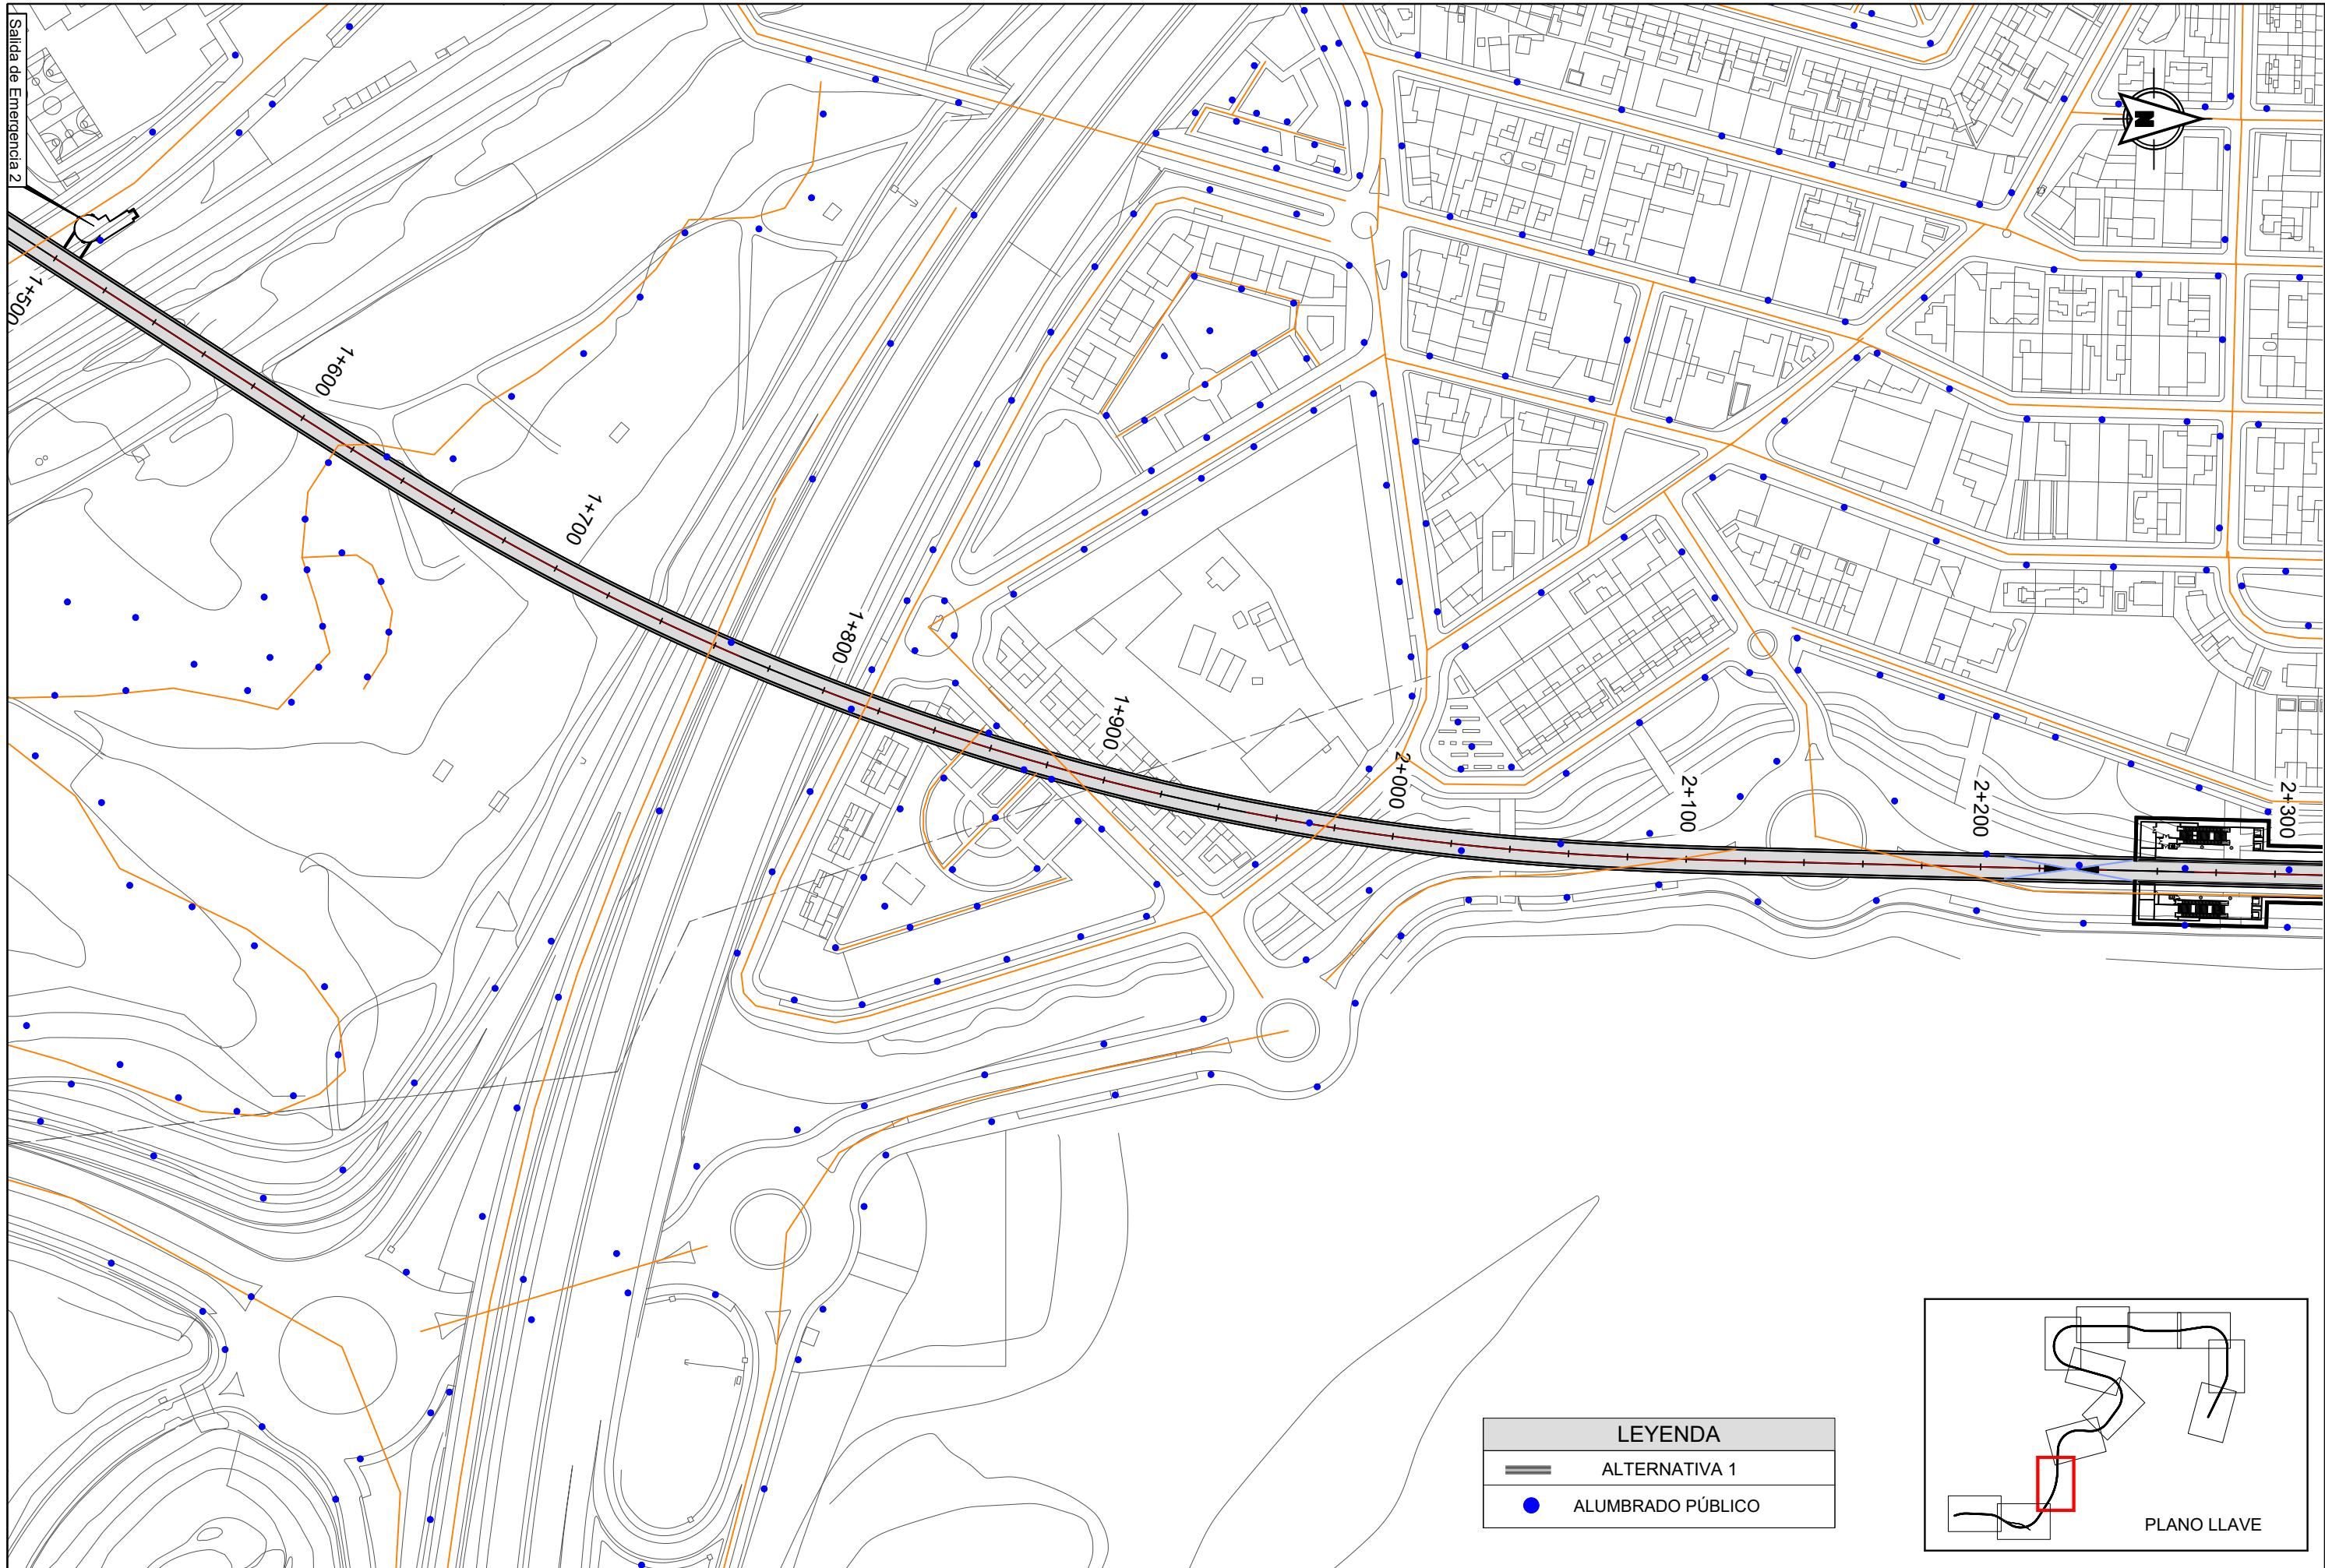 Salida de Emergencia 2
N
1+500
1+600
1+700
1+800
1+900
2+000
2+100
2+200
2+300
LEYENDA
ALTERNATIVA 1
ALUMBRADO PÚBLICO
PLANO LLAVE